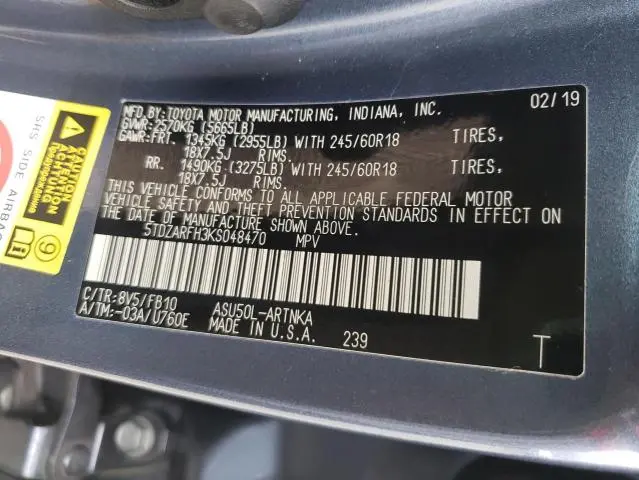 MFD.BY:TOYOTA MOTOR MANUFACTURING, INDIANA, INC. 02/19
GVWR:2570KG (5665LB)
GAWR:FRT. 1345KG (2955LB) WITH 245/60R18 TIRES,
18X7.5J RIMS.
RR. 1490KG (3275LB) WITH 245/60R18 TIRES,
18X7.5J RIMS.
THIS VEHICLE CONFORMS TO ALL APPLICABLE FEDERAL MOTOR
VEHICLE SAFETY AND THEFT PREVENTION STANDARDS IN EFFECT ON
THE DATE OF MANUFACTURE SHOWN ABOVE.
5TDZARFH3KS048470 MPV
C/TR:8V5/FB10 ASU50L-ARTNKA
A/TM:-03A/U760E MADE IN U.S.A. 239
T
SRS SIDE AIRBAG
CAUTION
ACHTUNG
9